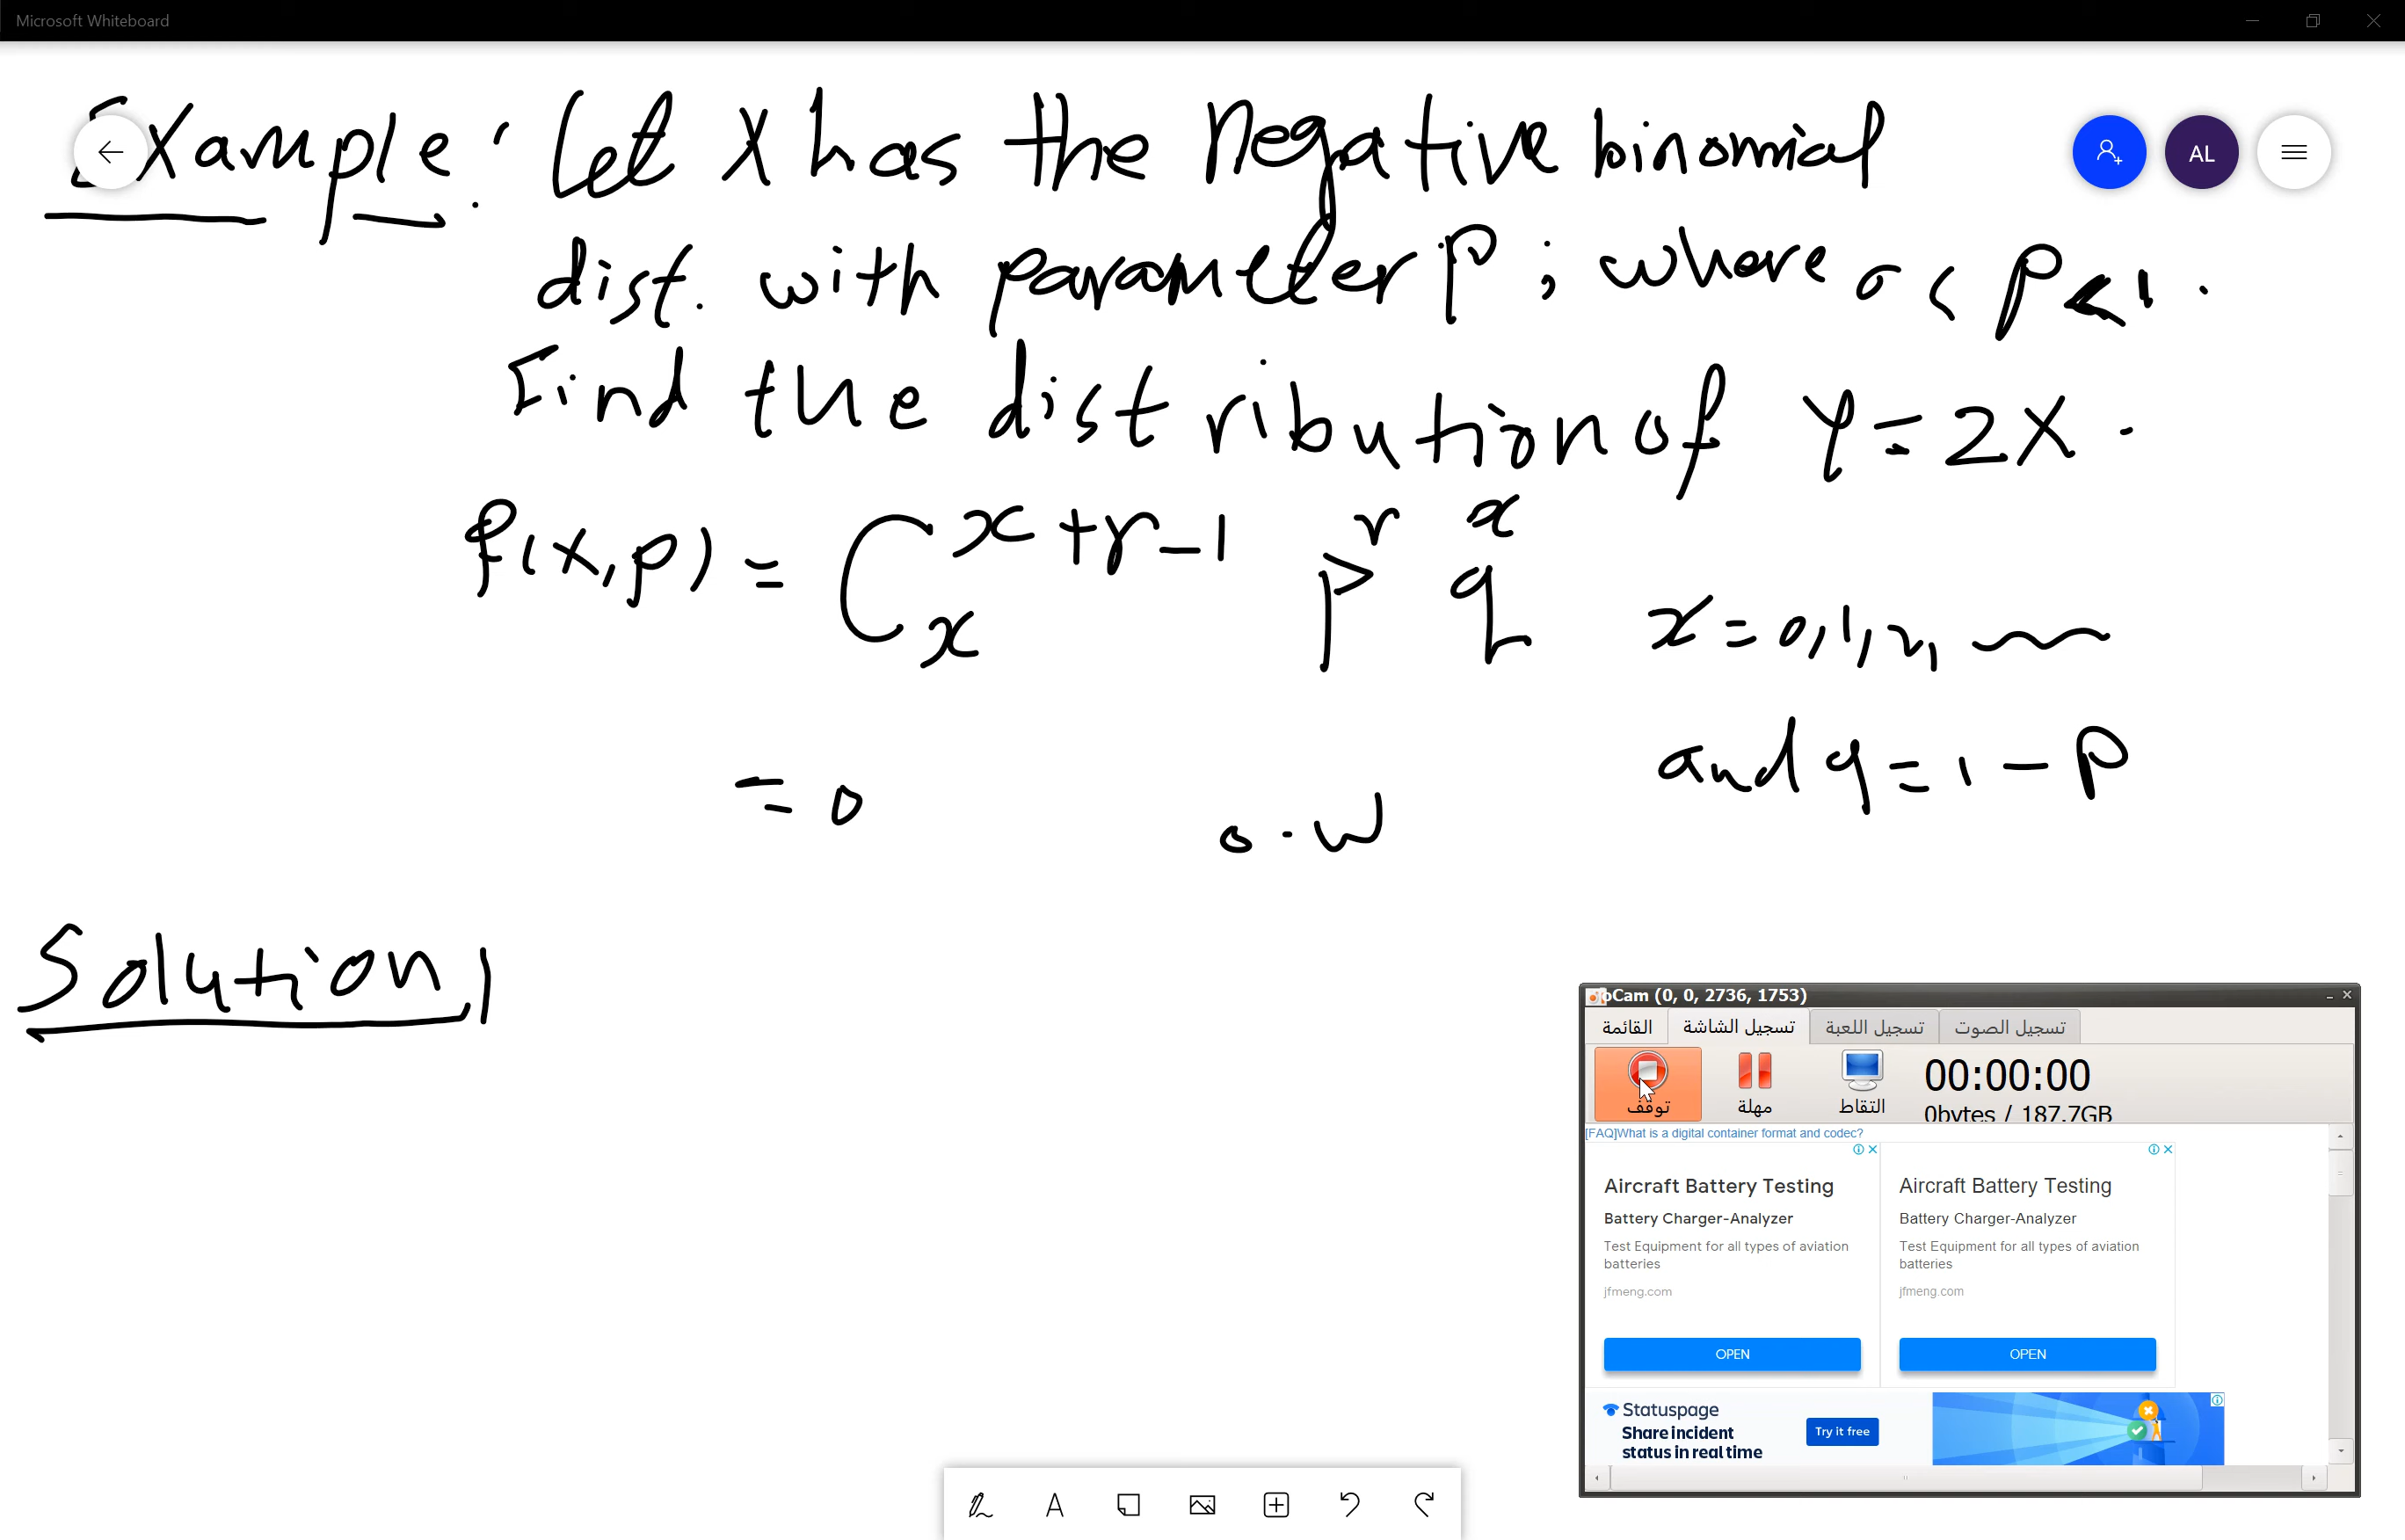 Microsoft Whiteboard
Example: Let X has the negative binomial
dist. with parameter p ; where 0 < p < 1 .
Find the distribution of Y = 2X .
f(x,p) = C_x^{x+r-1} p^r q^x x = 0,1,2, ~~~
and q = 1 - p
= 0 o.w
Solution,
AL
oCam (0, 0, 2736, 1753)
القائمة تسجيل الشاشة تسجيل اللعبة تسجيل الصوت
توقف مهلة التقاط 00:00:00
0bytes / 187.7GB
[FAQ]What is a digital container format and codec?
Aircraft Battery Testing
Battery Charger-Analyzer
Test Equipment for all types of aviation
batteries
jfmeng.com
OPEN
Aircraft Battery Testing
Battery Charger-Analyzer
Test Equipment for all types of aviation
batteries
jfmeng.com
OPEN
Statuspage
Share incident
status in real time
Try it free